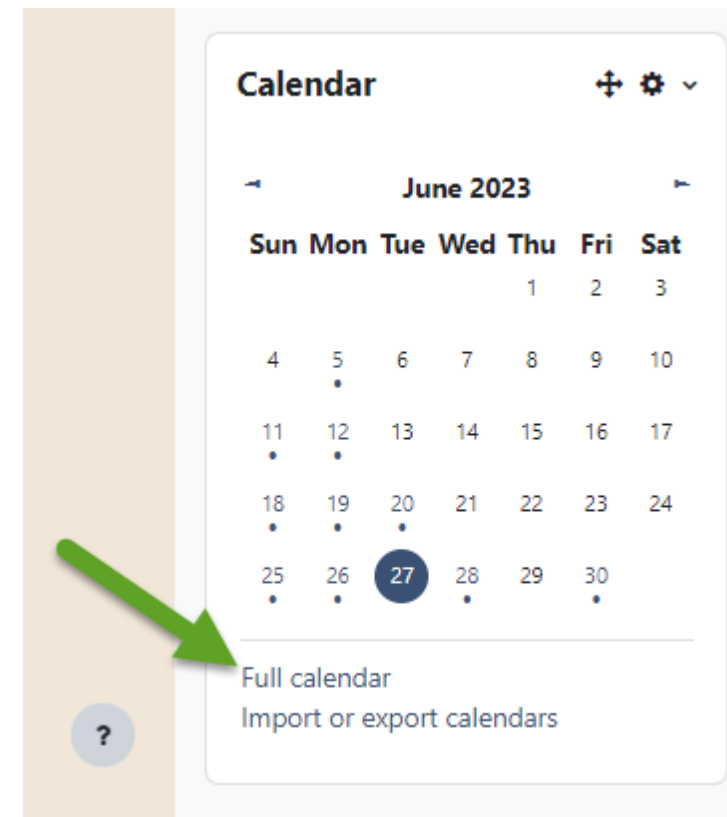 Calendar
June 2023
Sun Mon Tue Wed Thu Fri Sat
1 2 3
4 5 6 7 8 9 10
11 12 13 14 15 16 17
18 19 20 21 22 23 24
25 26 27 28 29 30
Full calendar
Import or export calendars
?